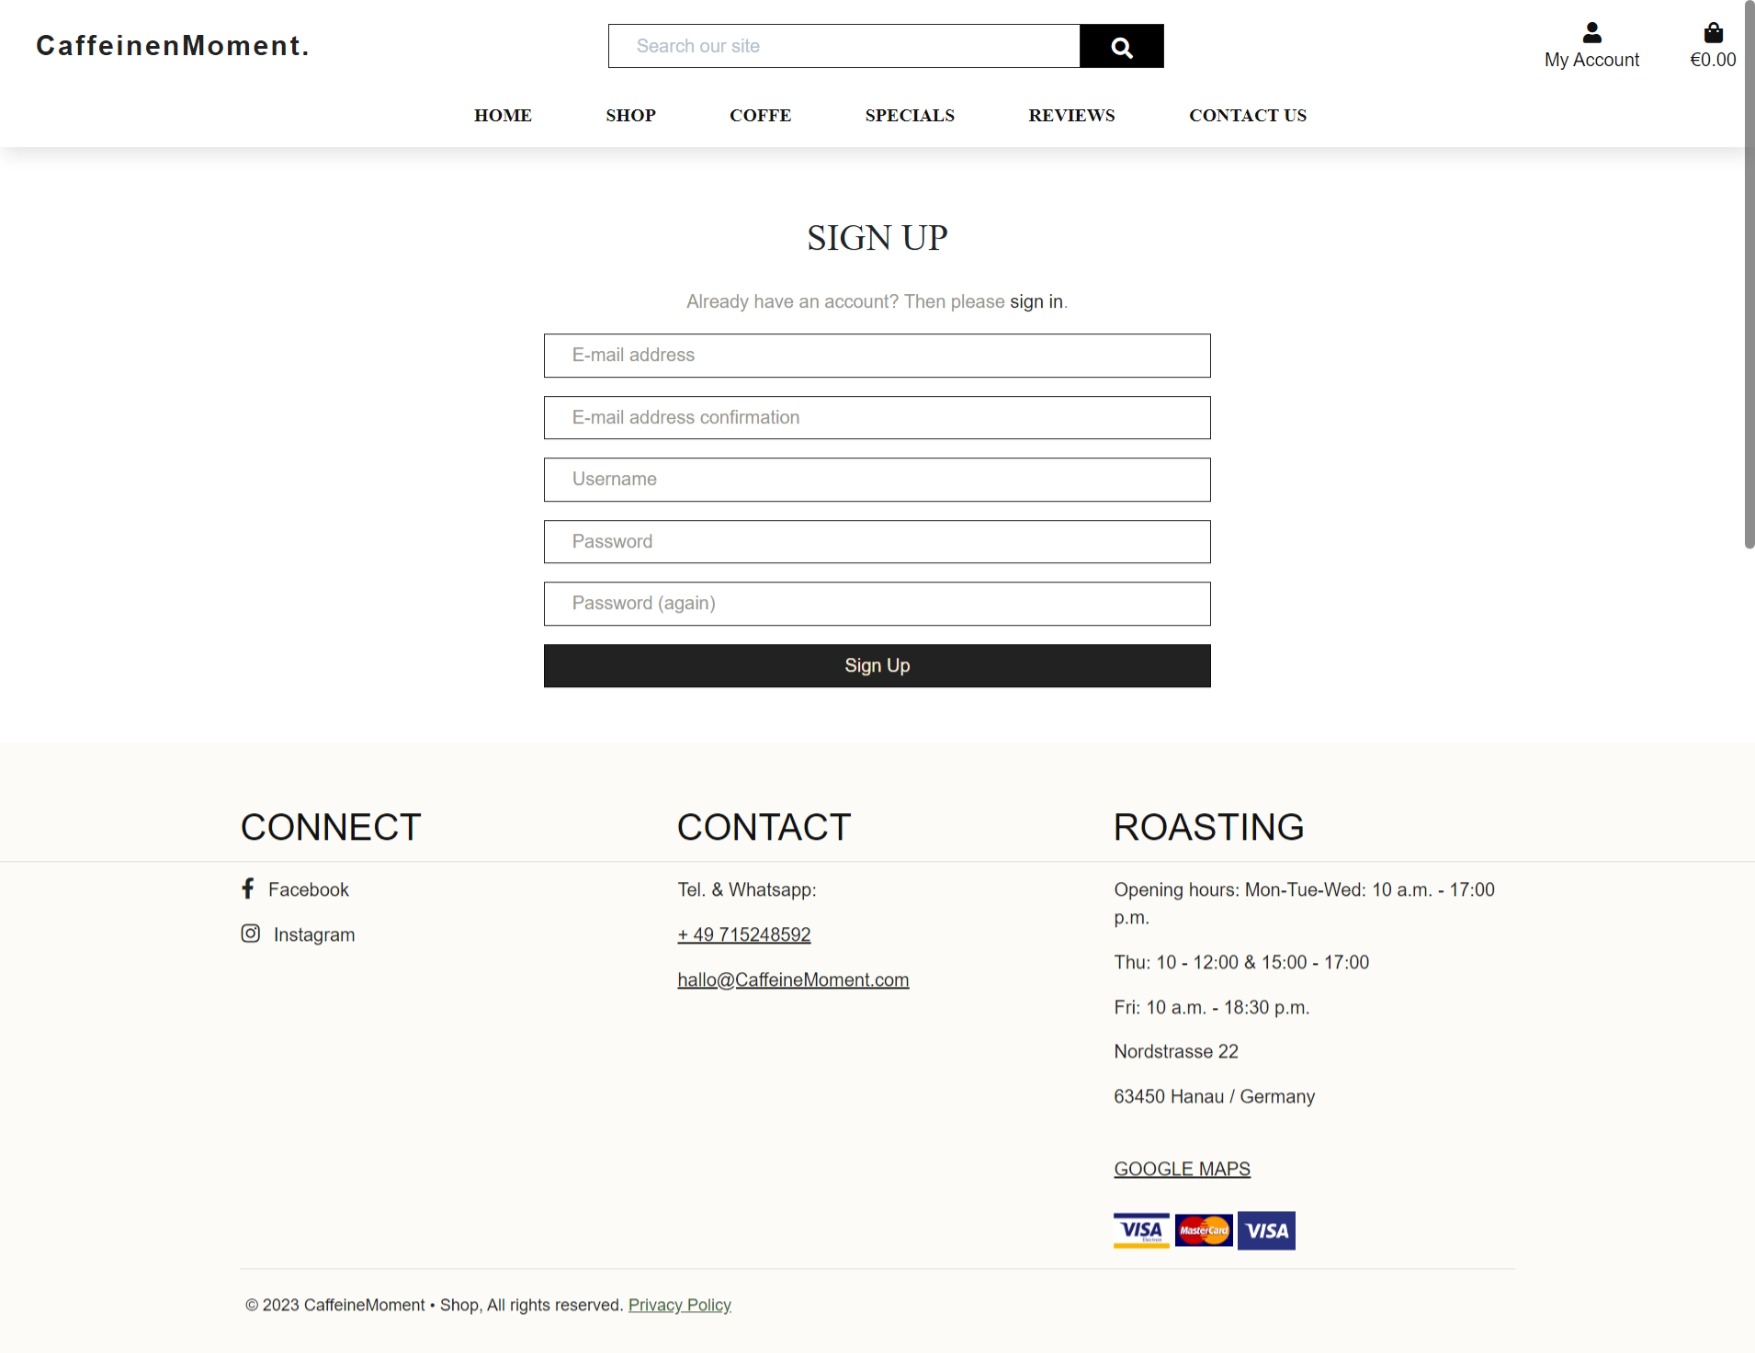 CaffeinenMoment.
Search our site
My Account
€0.00
HOME SHOP COFFE SPECIALS REVIEWS CONTACT US
SIGN UP
Already have an account? Then please sign in.
E-mail address
E-mail address confirmation
Username
Password
Password (again)
Sign Up
CONNECT
Facebook
Instagram
CONTACT
Tel. & Whatsapp:
+ 49 715248592
hallo@CaffeineMoment.com
ROASTING
Opening hours: Mon-Tue-Wed: 10 a.m. - 17:00
p.m.
Thu: 10 - 12:00 & 15:00 - 17:00
Fri: 10 a.m. - 18:30 p.m.
Nordstrasse 22
63450 Hanau / Germany
GOOGLE MAPS
VISA MasterCard VISA
© 2023 CaffeineMoment • Shop, All rights reserved. Privacy Policy